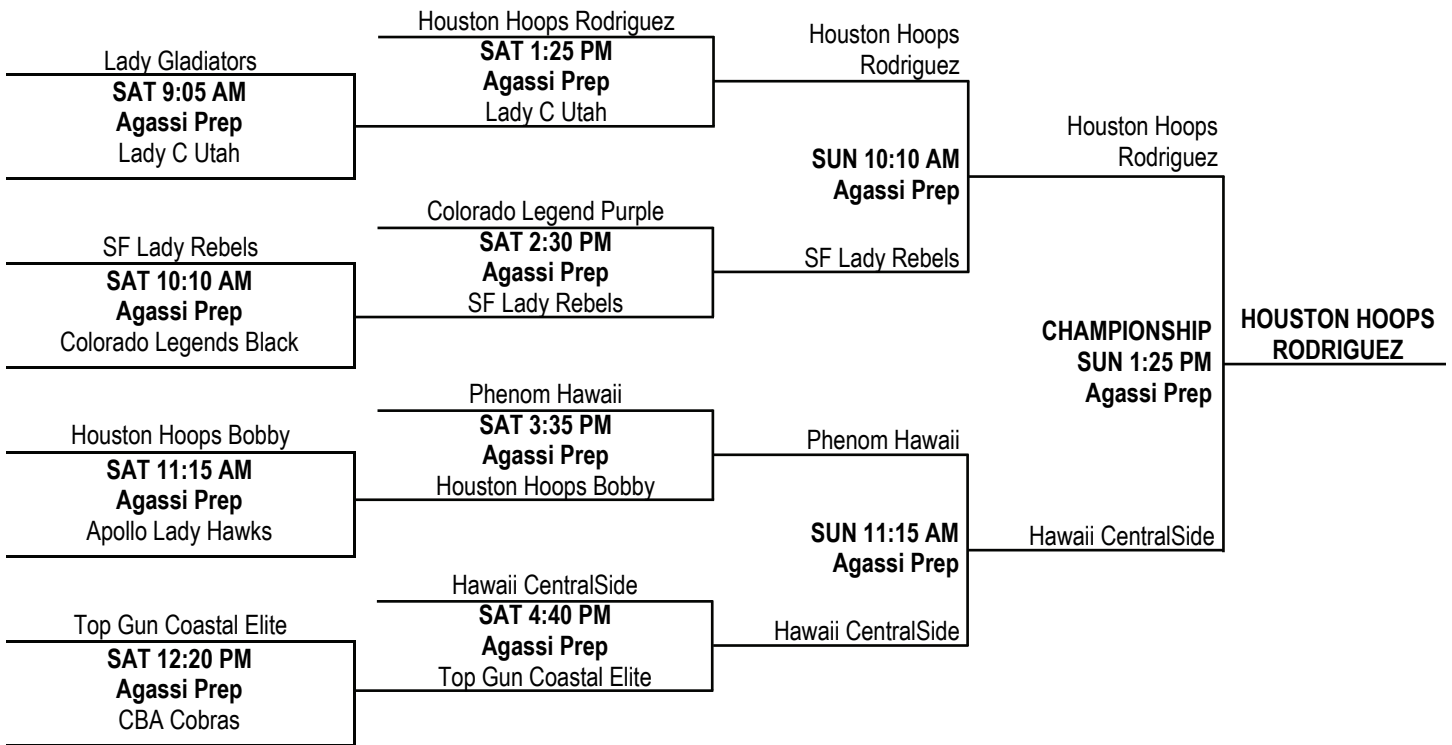 Lady Gladiators
SAT 9:05 AM
Agassi Prep
Lady C Utah
SF Lady Rebels
SAT 10:10 AM
Agassi Prep
Colorado Legends Black
Houston Hoops Bobby
SAT 11:15 AM
Agassi Prep
Apollo Lady Hawks
Top Gun Coastal Elite
SAT 12:20 PM
Agassi Prep
CBA Cobras
Houston Hoops Rodriguez
SAT 1:25 PM
Agassi Prep
Lady C Utah
Colorado Legend Purple
SAT 2:30 PM
Agassi Prep
SF Lady Rebels
Phenom Hawaii
SAT 3:35 PM
Agassi Prep
Houston Hoops Bobby
Hawaii CentralSide
SAT 4:40 PM
Agassi Prep
Top Gun Coastal Elite
Houston Hoops
Rodriguez
SUN 10:10 AM
Agassi Prep
SF Lady Rebels
Phenom Hawaii
SUN 11:15 AM
Agassi Prep
Hawaii CentralSide
Houston Hoops
Rodriguez
CHAMPIONSHIP
SUN 1:25 PM
Agassi Prep
Hawaii CentralSide
HOUSTON HOOPS
RODRIGUEZ